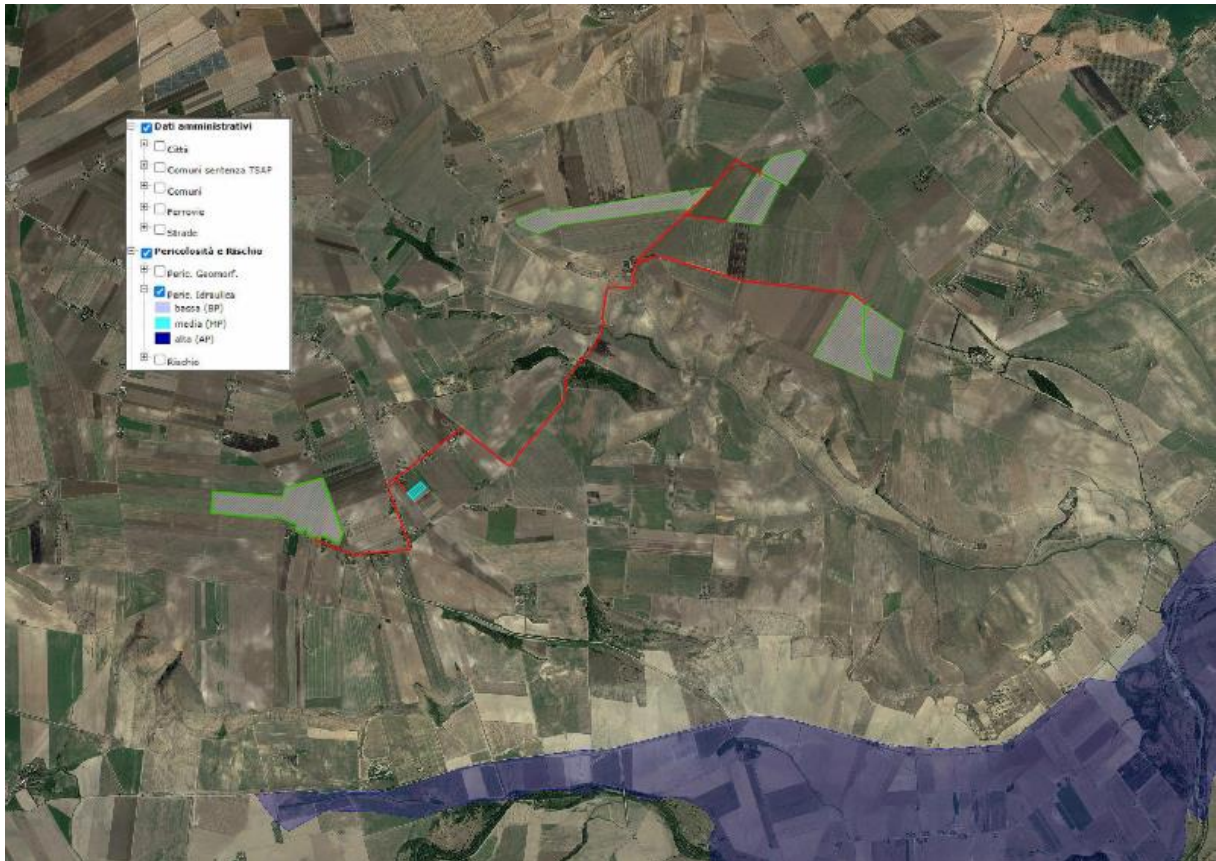 Dati amministrativi
Città
Comuni sentenza TSAP
Comuni
Ferrovie
Strade
Pericolosità e Rischio
Peric. Geomorf.
Peric. Idraulica
bassa (BP)
media (MP)
alta (AP)
Rischio